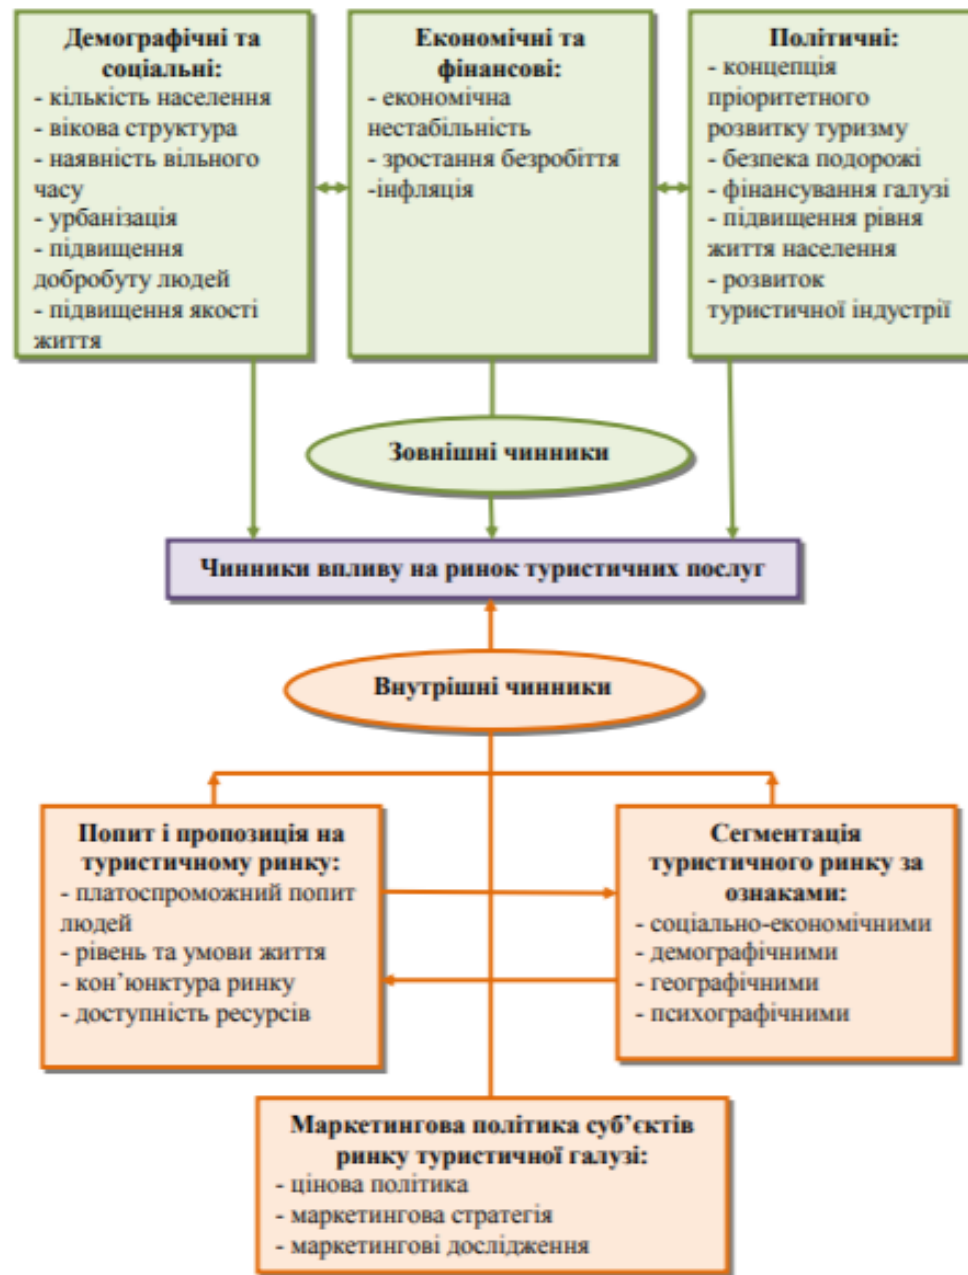 Демографічні та
соціальні:
- кількість населення
- вікова структура
- наявність вільного
часу
- урбанізація
- підвищення
добробуту людей
- підвищення якості
життя
Економічні та
фінансові:
- економічна
нестабільність
- зростання безробіття
-інфляція
Політичні:
- концепція
пріоритетного
розвитку туризму
- безпека подорожі
- фінансування галузі
- підвищення рівня
життя населення
- розвиток
туристичної індустрії
Зовнішні чинники
Чинники впливу на ринок туристичних послуг
Внутрішні чинники
Попит і пропозиція на
туристичному ринку:
- платоспроможний попит
людей
- рівень та умови життя
- кон’юнктура ринку
- доступність ресурсів
Сегментація
туристичного ринку за
ознаками:
- соціально-економічними
- демографічними
- географічними
- психографічними
Маркетингова політика суб’єктів
ринку туристичної галузі:
- цінова політика
- маркетингова стратегія
- маркетингові дослідження